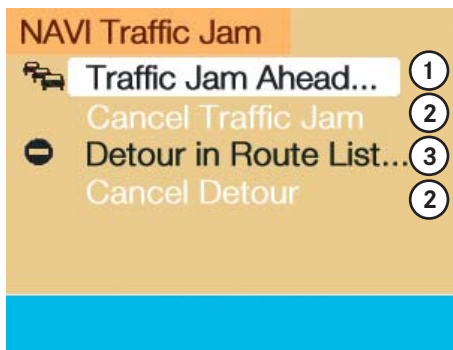 NAVI Traffic Jam
Traffic Jam Ahead... 1
Cancel Traffic Jam 2
Detour in Route List... 3
Cancel Detour 2